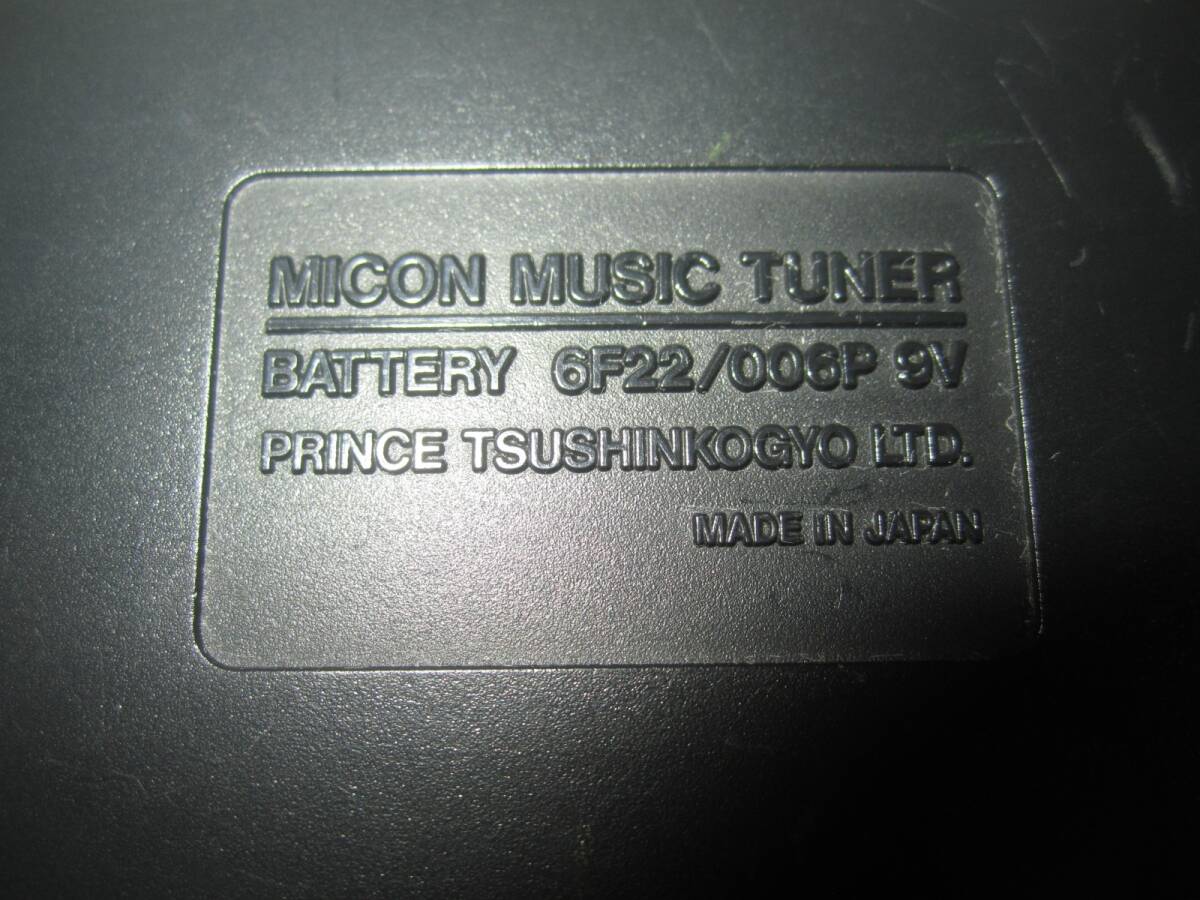 MICON MUSIC TUNER
BATTERY 6F22/006P 9V
PRINCE TSUSHINKOGYO LTD.
MADE IN JAPAN